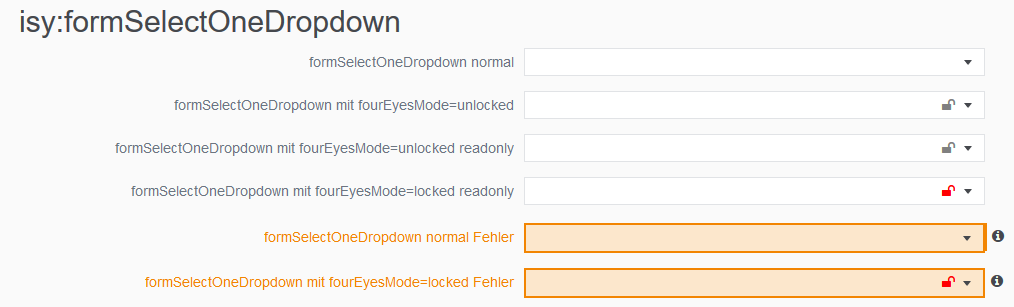 isy:formSelectOneDropdown
formSelectOneDropdown normal
formSelectOneDropdown mit fourEyesMode=unlocked
formSelectOneDropdown mit fourEyesMode=unlocked readonly
formSelectOneDropdown mit fourEyesMode=locked readonly
formSelectOneDropdown normal Fehler
formSelectOneDropdown mit fourEyesMode=locked Fehler